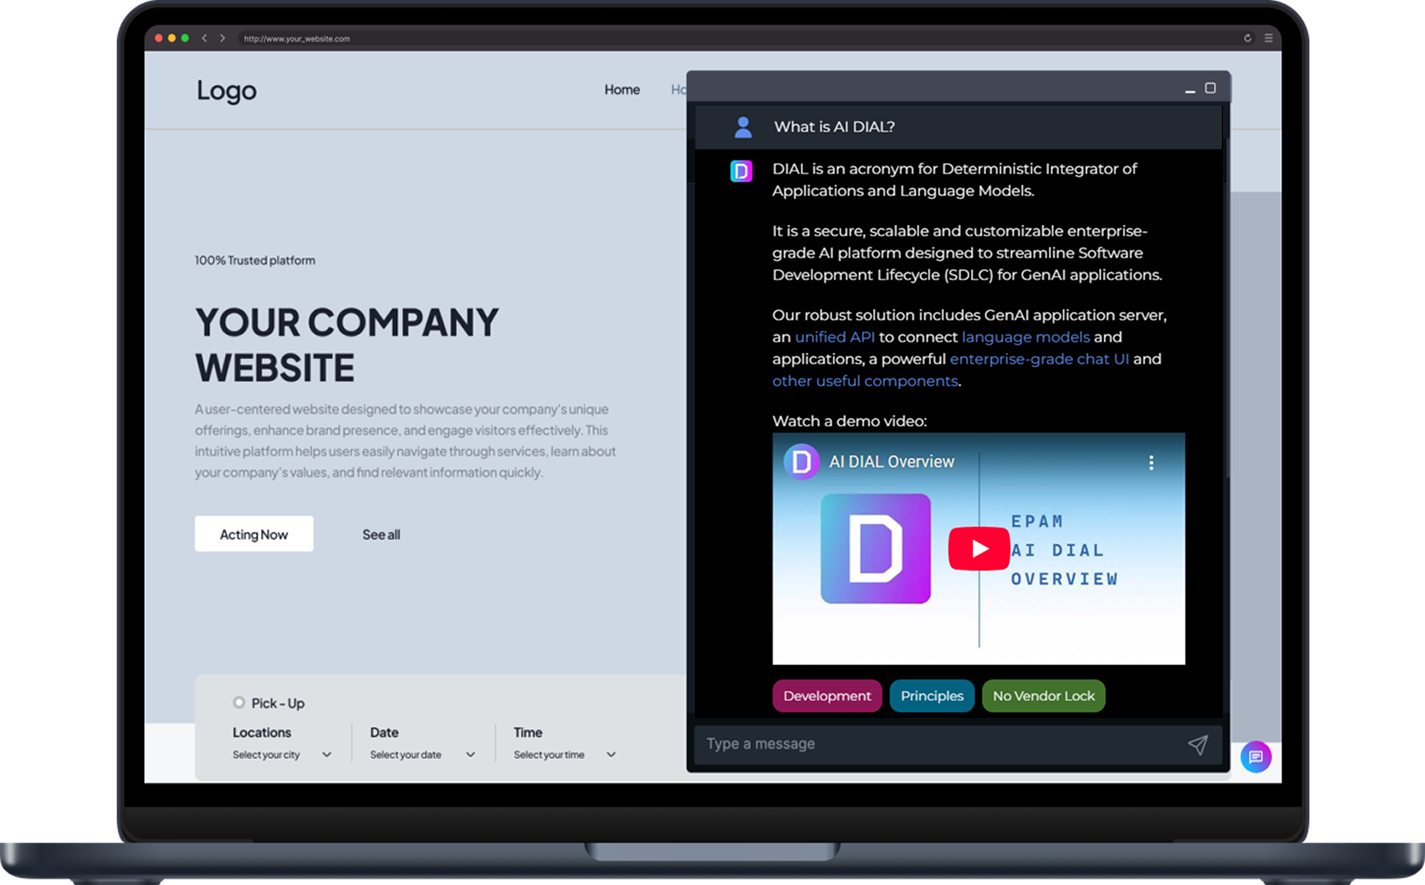 http://www.your_website.com
Logo
Home
Ho
100% Trusted platform
YOUR COMPANY
WEBSITE
A user-centered website designed to showcase your company's unique
offerings, enhance brand presence, and engage visitors effectively. This
intuitive platform helps users easily navigate through services, learn about
your company's values, and find relevant information quickly.
Acting Now
See all
Pick - Up
Locations
Select your city
Date
Select your date
Time
Select your time
What is AI DIAL?
D
DIAL is an acronym for Deterministic Integrator of
Applications and Language Models.
It is a secure, scalable and customizable enterprise-
grade AI platform designed to streamline Software
Development Lifecycle (SDLC) for GenAI applications.
Our robust solution includes GenAI application server,
an unified API to connect language models and
applications, a powerful enterprise-grade chat UI and
other useful components.
Watch a demo video:
D
AI DIAL Overview
D
EPAM
AI DIAL
OVERVIEW
Development
Principles
No Vendor Lock
Type a message